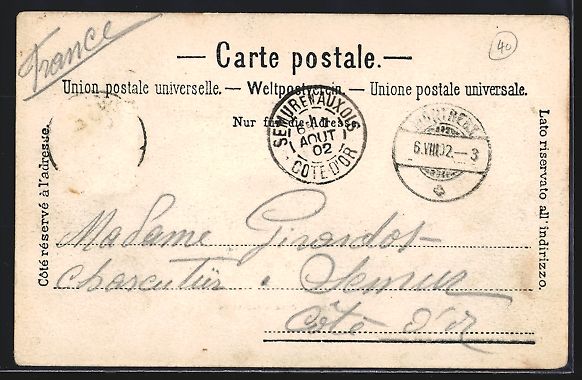 France
40
— Carte postale. —
Union postale universelle. — Weltpostverein. — Unione postale universale.
Nur für die Adresse.
SEMUR EN AUXOIS
AOUT
02
COTE D'OR
MONTREUX
6.VIII.02.—3
Côté réservé à l'adresse.
Lato riservato all' indirizzo.
Madame Girardot
charcutier à Semur
Côte d'or